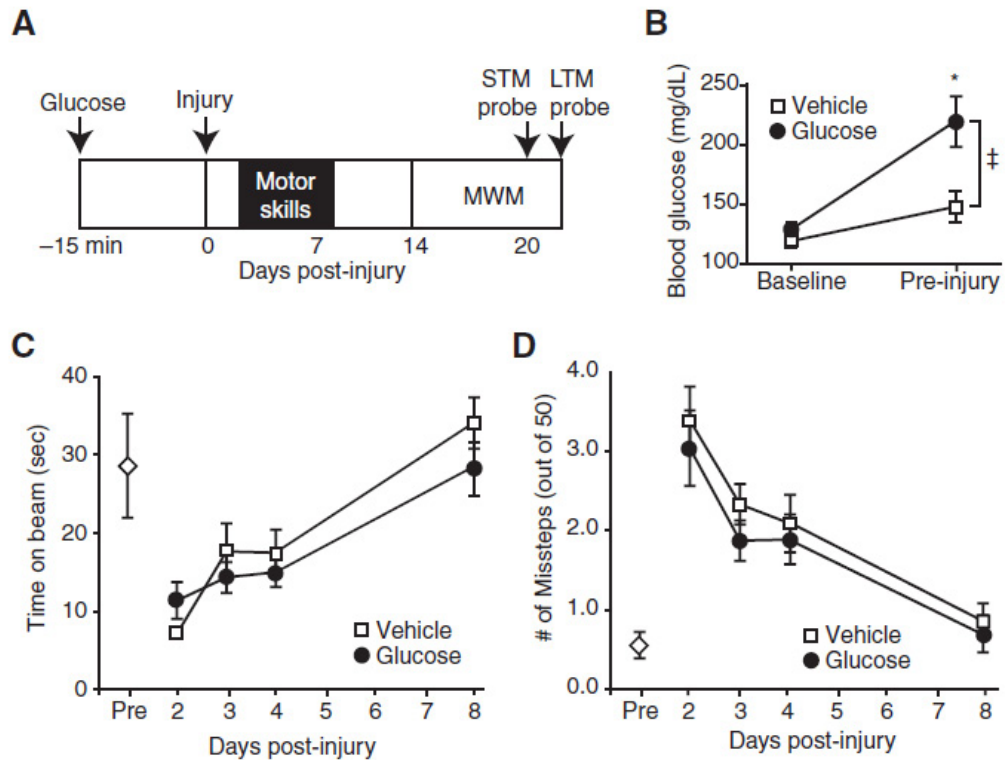 A
Glucose
Injury
STM probe
LTM probe
Motor skills
MWM
–15 min
0
7
14
20
Days post-injury
B
Blood glucose (mg/dL)
250
200
150
100
Vehicle
Glucose
*
‡
Baseline
Pre-injury
C
Time on beam (sec)
40
30
20
10
0
Vehicle
Glucose
Pre 2 3 4 5 6 7 8
Days post-injury
D
# of Missteps (out of 50)
4.0
3.0
2.0
1.0
0.0
Vehicle
Glucose
Pre 2 3 4 5 6 7 8
Days post-injury